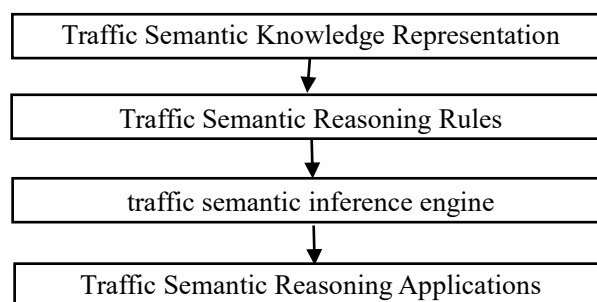 Traffic Semantic Knowledge Representation
Traffic Semantic Reasoning Rules
traffic semantic inference engine
Traffic Semantic Reasoning Applications